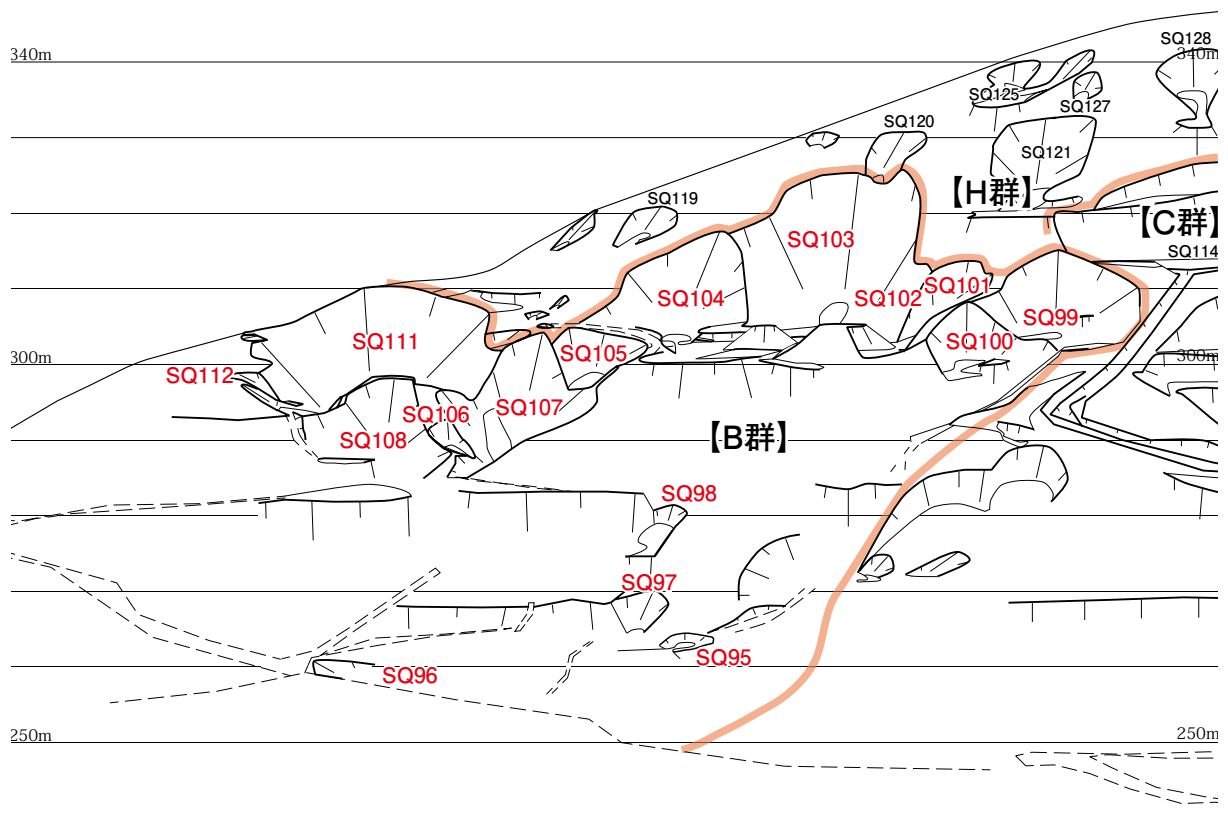 SQ128
340m
340m
SQ125
SQ127
SQ120
SQ121
【H群】
SQ119
【C群】
SQ103
SQ114
SQ101
SQ104
SQ102
SQ99
SQ111
SQ100
SQ105
300m
300m
SQ112
SQ107
SQ106
SQ108
【B群】
SQ98
SQ97
SQ95
SQ96
250m
250m